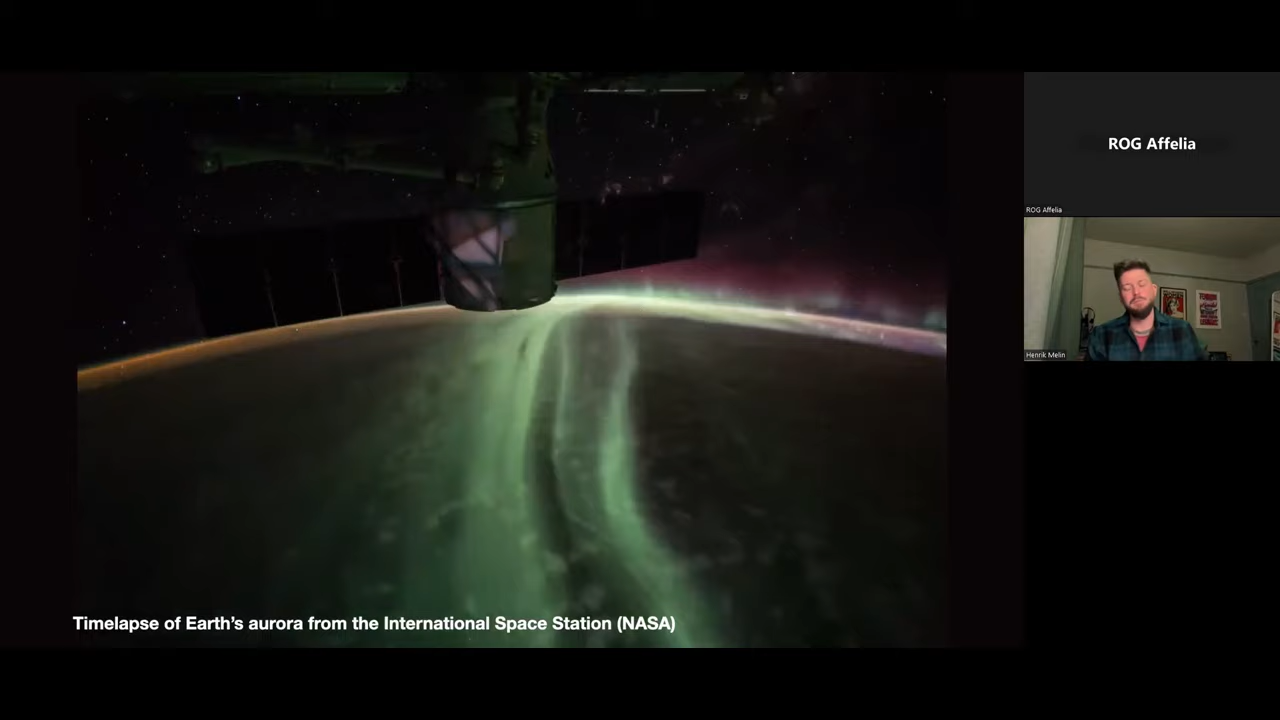 ROG Affelia
ROG Affelia
Henrik Melin
Timelapse of Earth's aurora from the International Space Station (NASA)